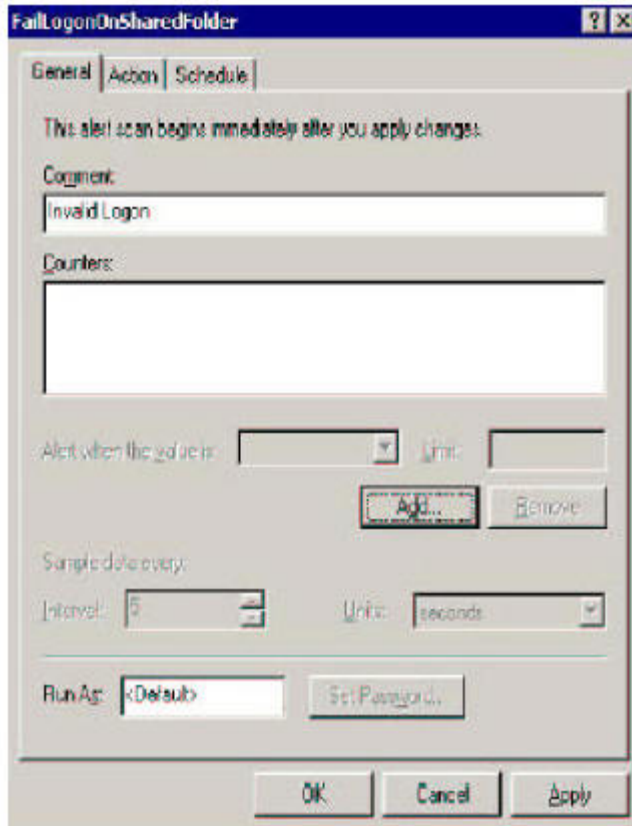 FailLogonOnSharedFolder
General Action Schedule
This alert scan begins immediately after you apply changes.
Comment:
Invalid Logon
Counters:
Alert when the value is: Limit:
Add... Remove
Sample data every:
Interval: 5 Units: seconds
Run As: <Default> Set Password...
OK Cancel Apply